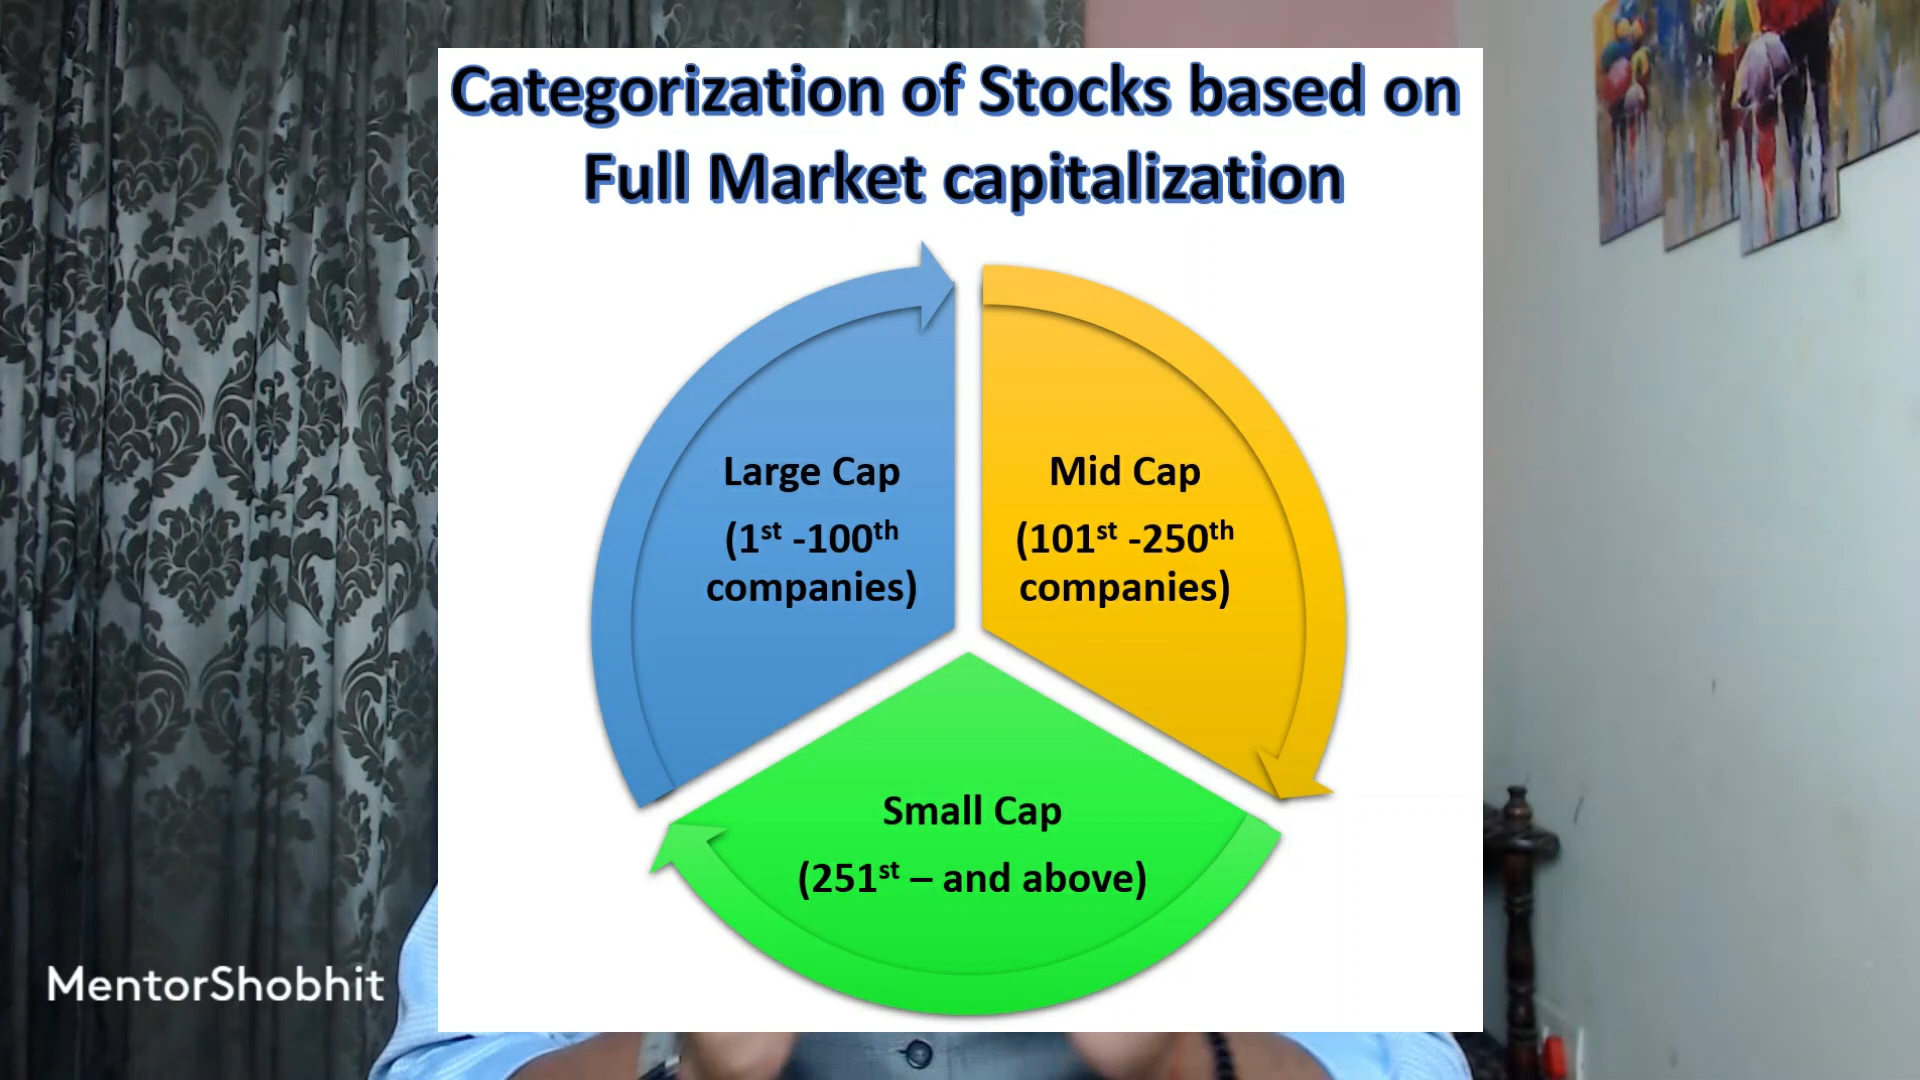 Categorization of Stocks based on
Full Market capitalization
Large Cap
(1st -100th
companies)
Mid Cap
(101st -250th
companies)
Small Cap
(251st – and above)
MentorShobhit